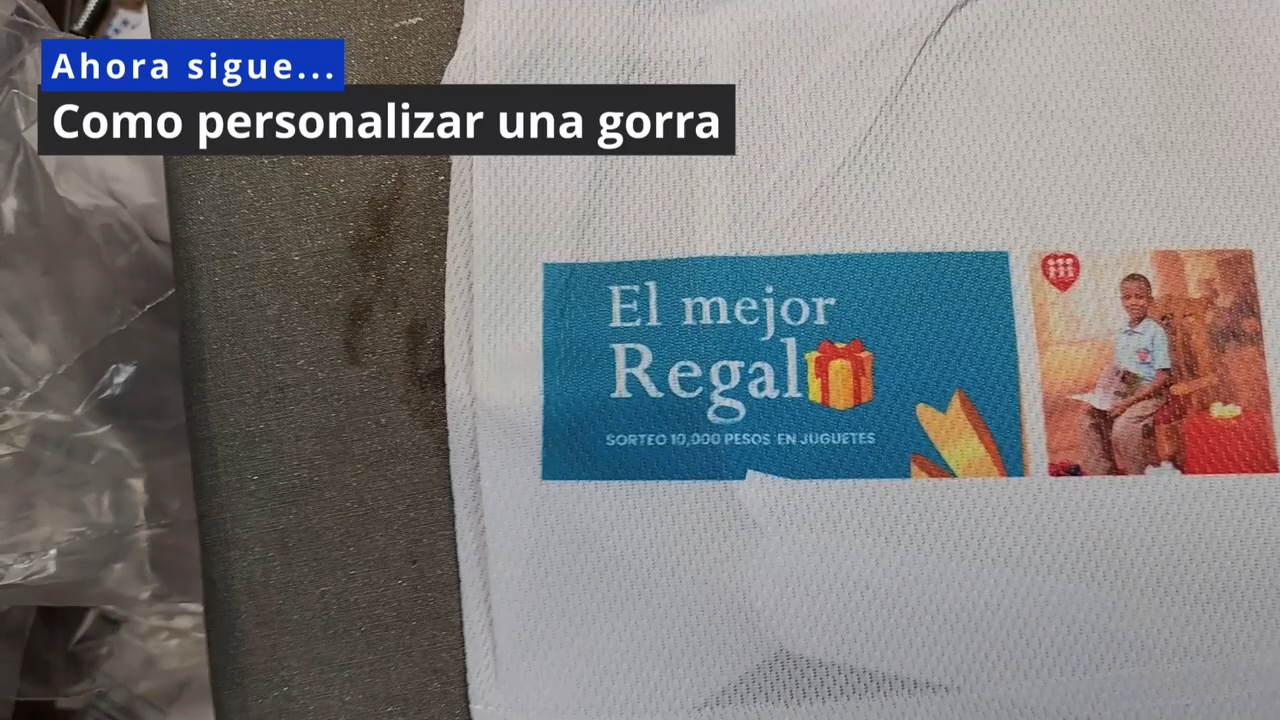 Ahora sigue...
Como personalizar una gorra
El mejor
Regal
SORTEO 10,000 PESOS EN JUGUETES